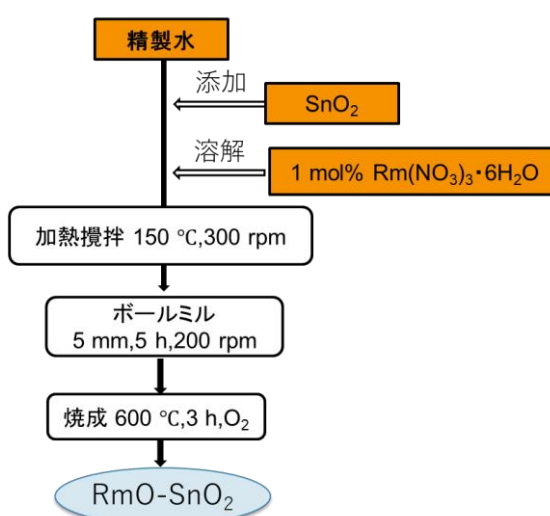 精製水
添加
SnO₂
溶解
1 mol% Rm(NO₃)₃・6H₂O
加熱攪拌 150 ℃,300 rpm
ボールミル
5 mm,5 h,200 rpm
焼成 600 ℃,3 h,O₂
RmO-SnO₂